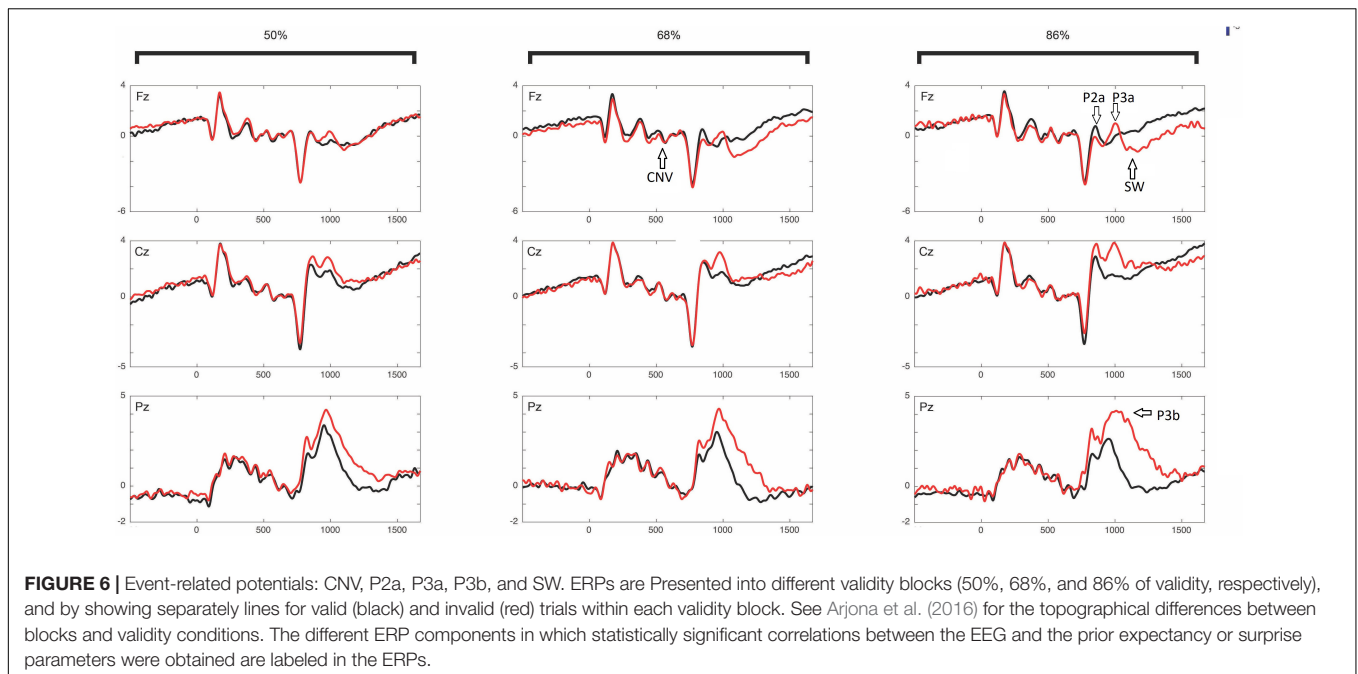 50% 68% 86%
4 Fz 4 Fz 4 Fz P2a P3a
0 0 0
CNV SW
-6 -6 -6
0 500 1000 1500 0 500 1000 1500 0 500 1000 1500
4 Cz 4 Cz 4 Cz
0 0 0
-5 -5 -5
0 500 1000 1500 0 500 1000 1500 0 500 1000 1500
5 Pz 5 Pz 5 Pz
P3b
0 0 0
-2 -2 -2
0 500 1000 1500 0 500 1000 1500 0 500 1000 1500
FIGURE 6 | Event-related potentials: CNV, P2a, P3a, P3b, and SW. ERPs are Presented into different validity blocks (50%, 68%, and 86% of validity, respectively),
and by showing separately lines for valid (black) and invalid (red) trials within each validity block. See Arjona et al. (2016) for the topographical differences between
blocks and validity conditions. The different ERP components in which statistically significant correlations between the EEG and the prior expectancy or surprise
parameters were obtained are labeled in the ERPs.